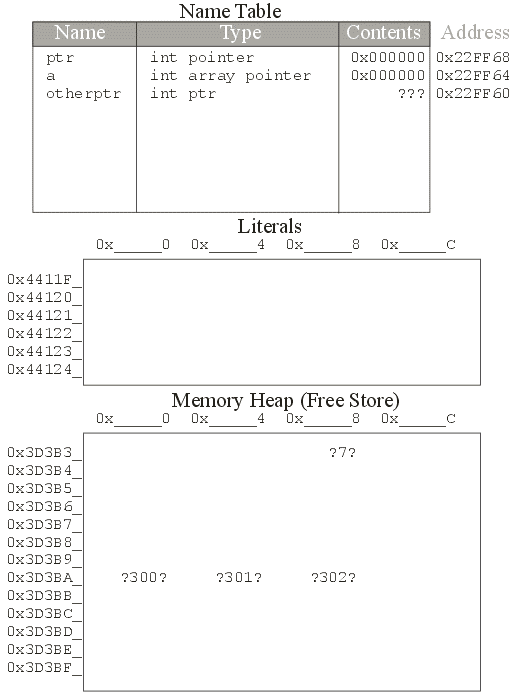 Name Table
Name Type Contents Address
ptr int pointer 0x000000 0x22FF68
a int array pointer 0x000000 0x22FF64
otherptr int ptr ??? 0x22FF60
Literals
0x_____0 0x_____4 0x_____8 0x_____C
0x4411F_
0x44120_
0x44121_
0x44122_
0x44123_
0x44124_
Memory Heap (Free Store)
0x_____0 0x_____4 0x_____8 0x_____C
0x3D3B3_ ?7?
0x3D3B4_
0x3D3B5_
0x3D3B6_
0x3D3B7_
0x3D3B8_
0x3D3B9_
0x3D3BA_ ?300? ?301? ?302?
0x3D3BB_
0x3D3BC_
0x3D3BD_
0x3D3BE_
0x3D3BF_